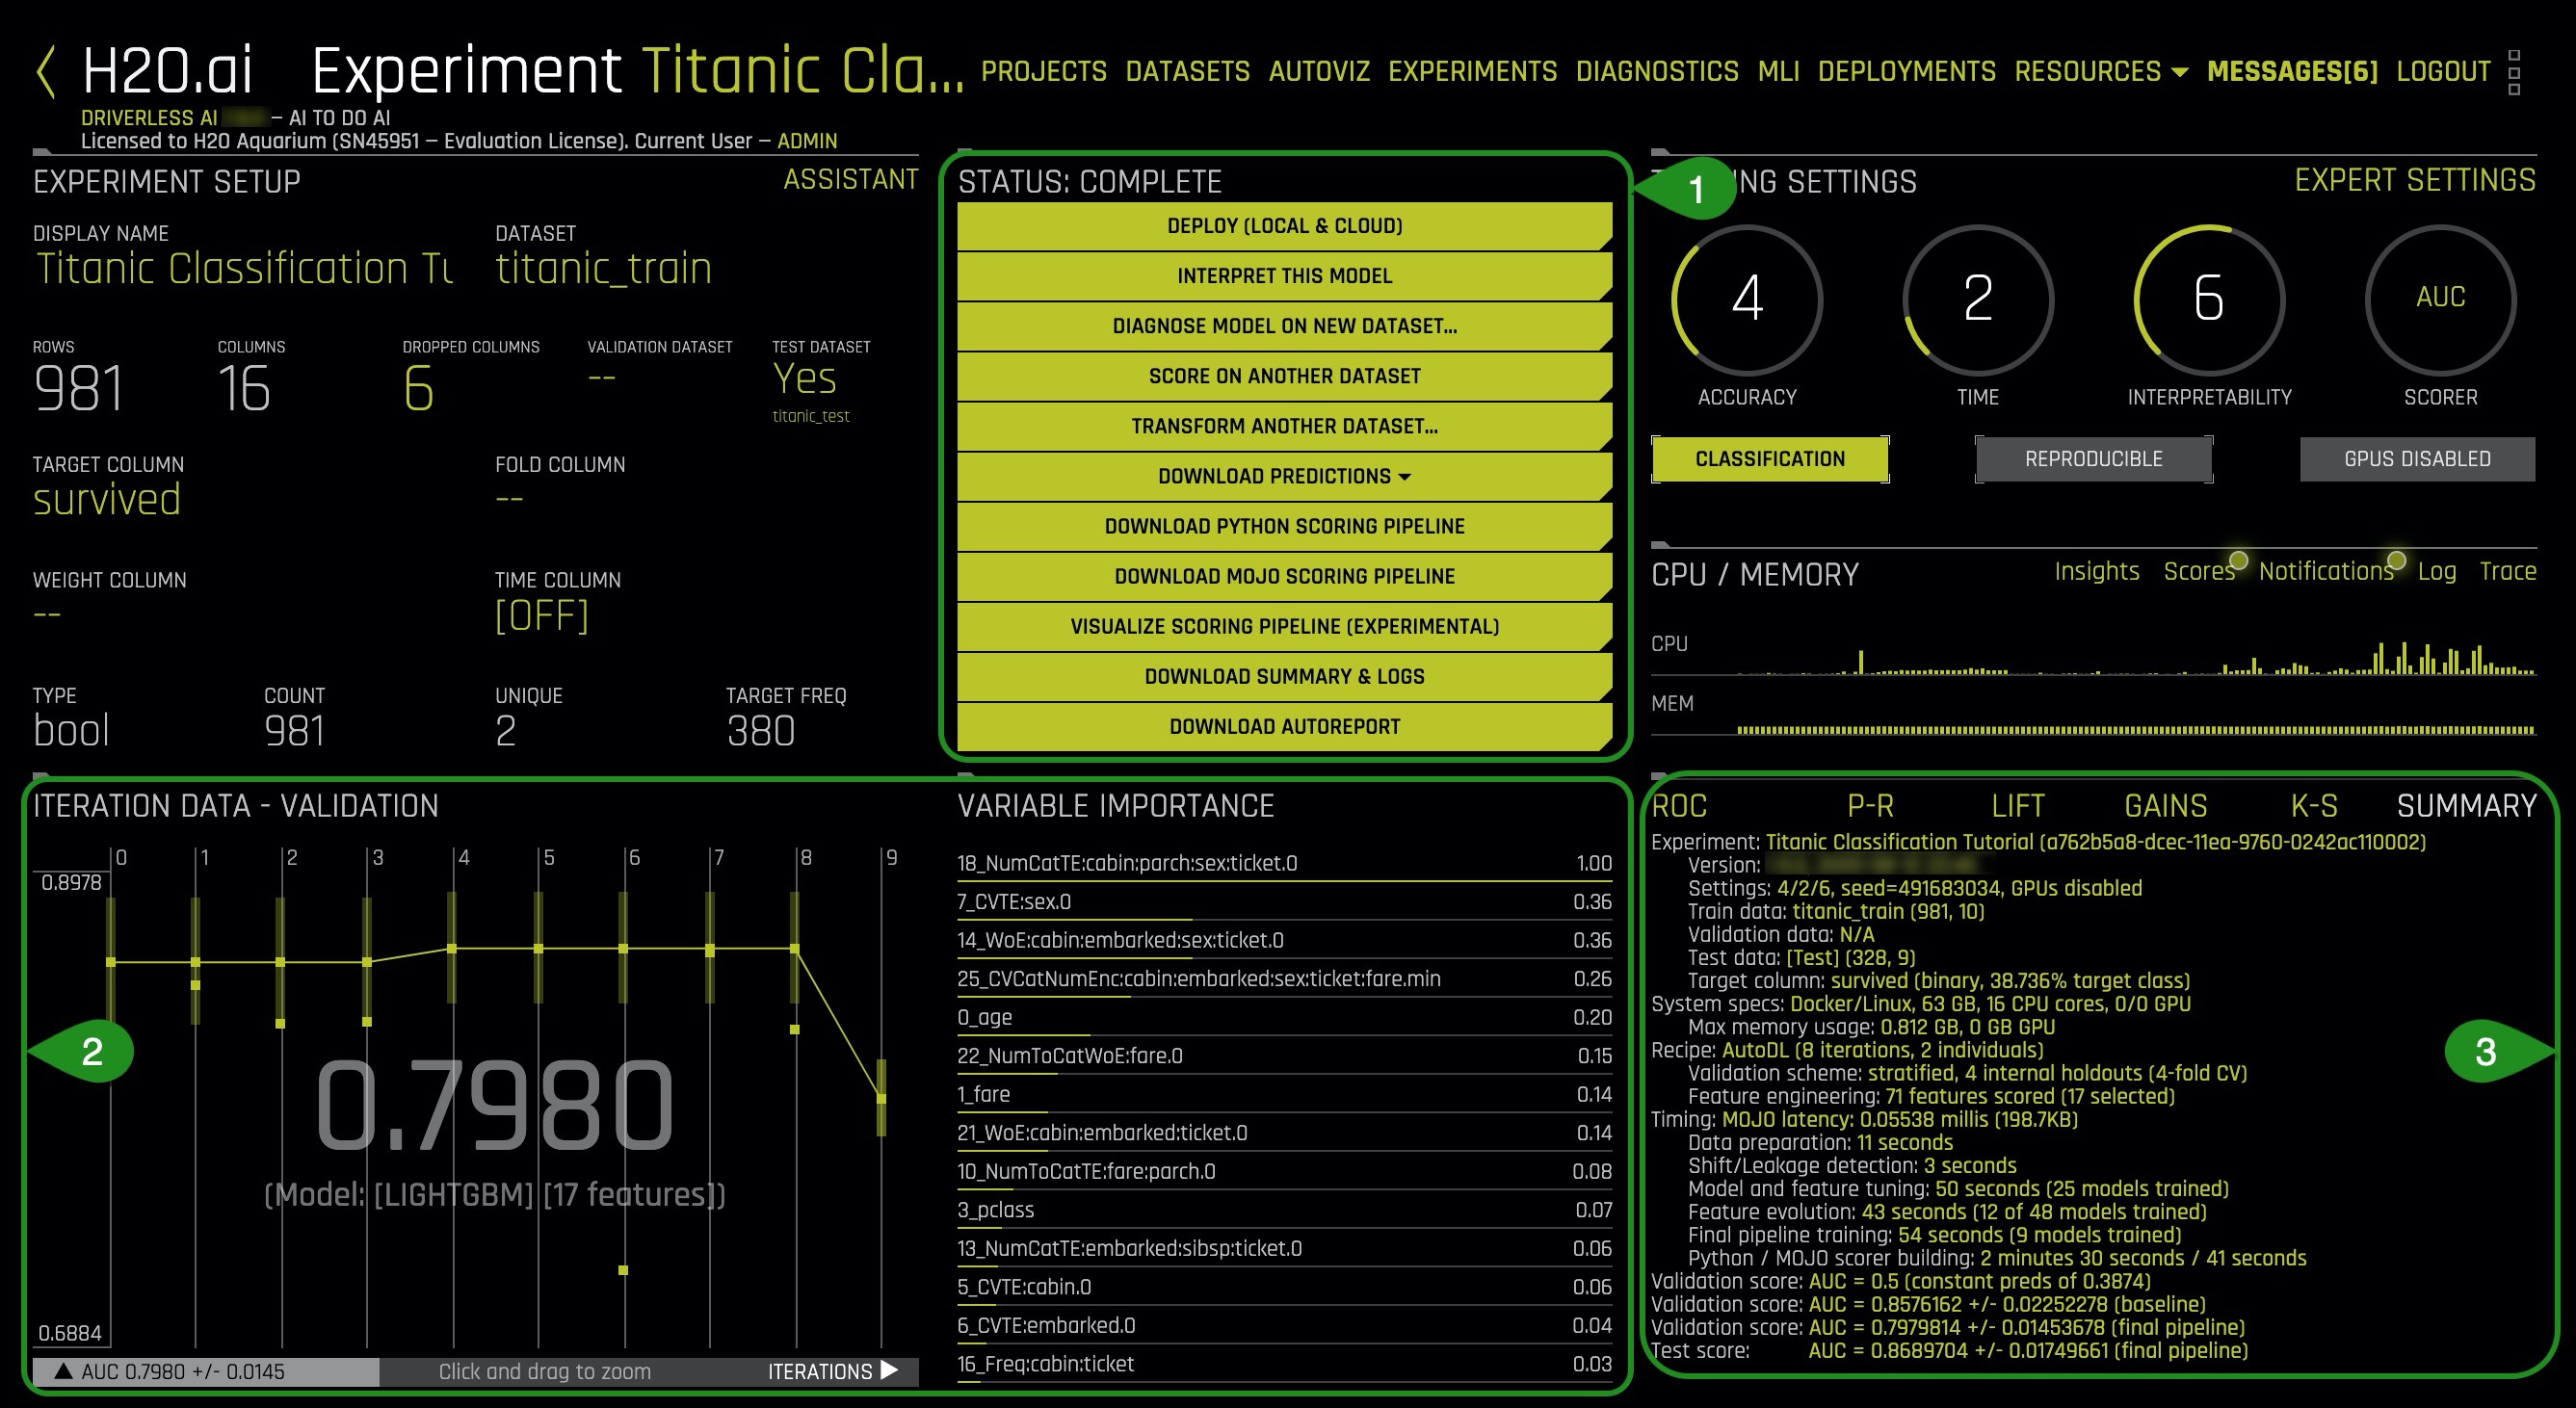 H2O.ai Experiment Titanic Cla...
PROJECTS DATASETS AUTOVIZ EXPERIMENTS DIAGNOSTICS MLI DEPLOYMENTS RESOURCES MESSAGES[6] LOGOUT
DRIVERLESS AI — AI TO DO AI
Licensed to H2O Aquarium (SN45951 — Evaluation License). Current User — ADMIN
EXPERIMENT SETUP ASSISTANT
DISPLAY NAME DATASET
Titanic Classification Tu titanic_train
ROWS COLUMNS DROPPED COLUMNS VALIDATION DATASET TEST DATASET
981 16 6 -- Yes
titanic_test
TARGET COLUMN FOLD COLUMN
survived --
WEIGHT COLUMN TIME COLUMN
-- [OFF]
TYPE COUNT UNIQUE TARGET FREQ
bool 981 2 380
STATUS: COMPLETE
DEPLOY (LOCAL & CLOUD)
INTERPRET THIS MODEL
DIAGNOSE MODEL ON NEW DATASET...
SCORE ON ANOTHER DATASET
TRANSFORM ANOTHER DATASET...
DOWNLOAD PREDICTIONS
DOWNLOAD PYTHON SCORING PIPELINE
DOWNLOAD MOJO SCORING PIPELINE
VISUALIZE SCORING PIPELINE (EXPERIMENTAL)
DOWNLOAD SUMMARY & LOGS
DOWNLOAD AUTOREPORT
1
NG SETTINGS EXPERT SETTINGS
4 2 6 AUC
ACCURACY TIME INTERPRETABILITY SCORER
CLASSIFICATION REPRODUCIBLE GPUS DISABLED
CPU / MEMORY Insights Scores Notifications Log Trace
CPU
MEM
ITERATION DATA - VALIDATION
0 1 2 3 4 5 6 7 8 9
0.8978
2
0.7980
(Model: [LIGHTGBM] [17 features])
0.6884
AUC 0.7980 +/- 0.0145 Click and drag to zoom ITERATIONS
VARIABLE IMPORTANCE
18_NumCatTE:cabin:parch:sex:ticket.0 1.00
7_CVTE:sex.0 0.36
14_WoE:cabin:embarked:sex:ticket.0 0.36
25_CVCatNumEnc:cabin:embarked:sex:ticket:fare.min 0.26
0_age 0.20
22_NumToCatWoE:fare.0 0.15
1_fare 0.14
21_WoE:cabin:embarked:ticket.0 0.14
10_NumToCatTE:fare:parch.0 0.08
3_pclass 0.07
13_NumCatTE:embarked:sibsp:ticket.0 0.06
5_CVTE:cabin.0 0.06
6_CVTE:embarked.0 0.04
16_Freq:cabin:ticket 0.03
ROC P-R LIFT GAINS K-S SUMMARY
Experiment: Titanic Classification Tutorial (a762b5a8-dcec-11ea-9760-0242ac110002)
Version:
Settings: 4/2/6, seed=491683034, GPUs disabled
Train data: titanic_train (981, 10)
Validation data: N/A
Test data: [Test] (328, 9)
Target column: survived (binary, 38.736% target class)
System specs: Docker/Linux, 63 GB, 16 CPU cores, 0/0 GPU
Max memory usage: 0.812 GB, 0 GB GPU
Recipe: AutoDL (8 iterations, 2 individuals)
3
Validation scheme: stratified, 4 internal holdouts (4-fold CV)
Feature engineering: 71 features scored (17 selected)
Timing: MOJO latency: 0.05538 millis (198.7KB)
Data preparation: 11 seconds
Shift/Leakage detection: 3 seconds
Model and feature tuning: 50 seconds (25 models trained)
Feature evolution: 43 seconds (12 of 48 models trained)
Final pipeline training: 54 seconds (9 models trained)
Python / MOJO scorer building: 2 minutes 30 seconds / 41 seconds
Validation score: AUC = 0.5 (constant preds of 0.3874)
Validation score: AUC = 0.8576162 +/- 0.02252278 (baseline)
Validation score: AUC = 0.7979814 +/- 0.01453678 (final pipeline)
Test score: AUC = 0.8689704 +/- 0.01749661 (final pipeline)